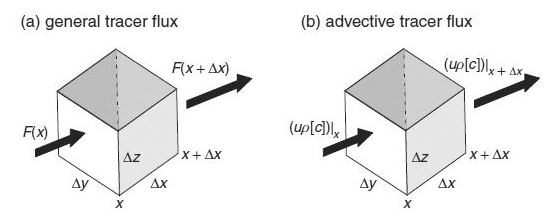 (a) general tracer flux
F(x + Δx)
F(x)
Δz
x + Δx
Δy
Δx
x
(b) advective tracer flux
(uρ[c])|x + Δx
(uρ[c])|x
Δz
x + Δx
Δy
Δx
x